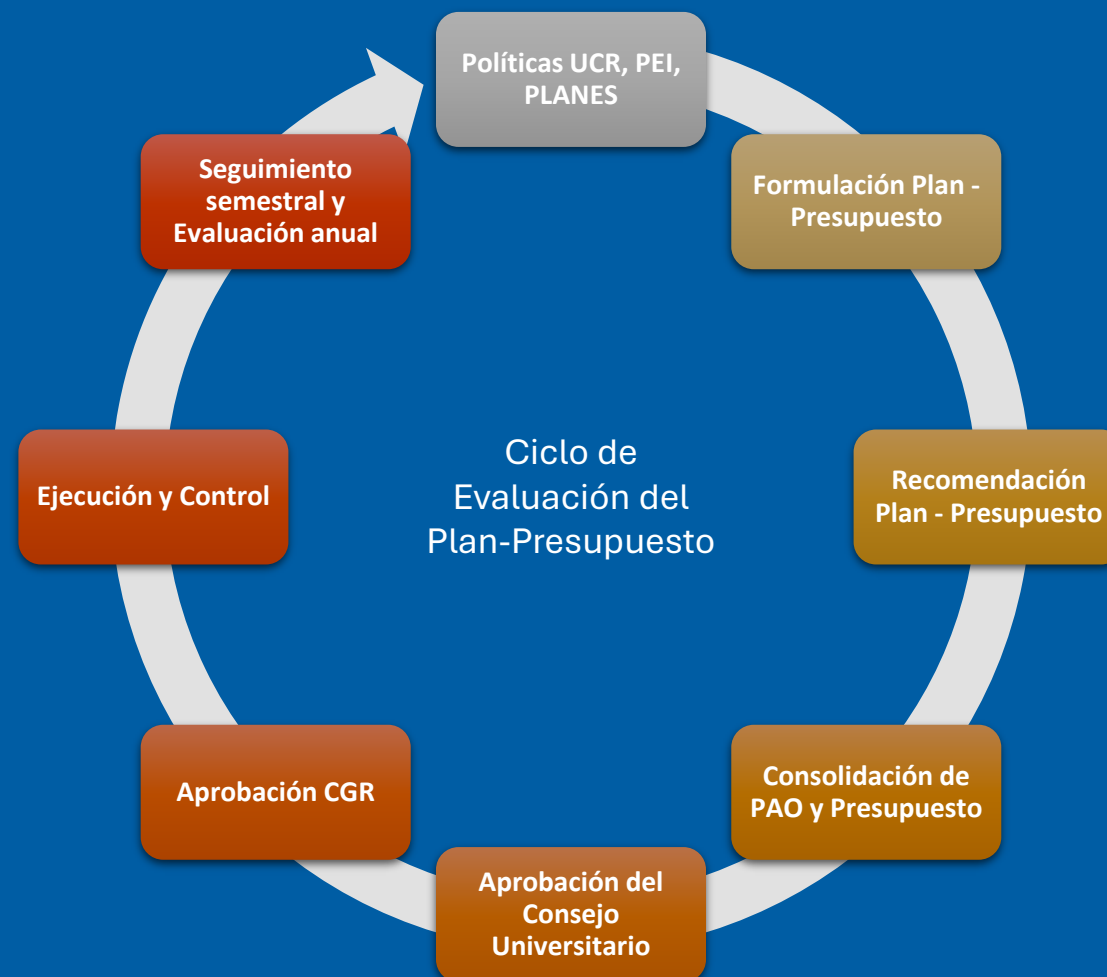 Políticas UCR, PEI,
PLANES
Formulación Plan -
Presupuesto
Recomendación
Plan - Presupuesto
Consolidación de
PAO y Presupuesto
Aprobación del
Consejo
Universitario
Aprobación CGR
Ejecución y Control
Seguimiento
semestral y
Evaluación anual
Ciclo de
Evaluación del
Plan-Presupuesto